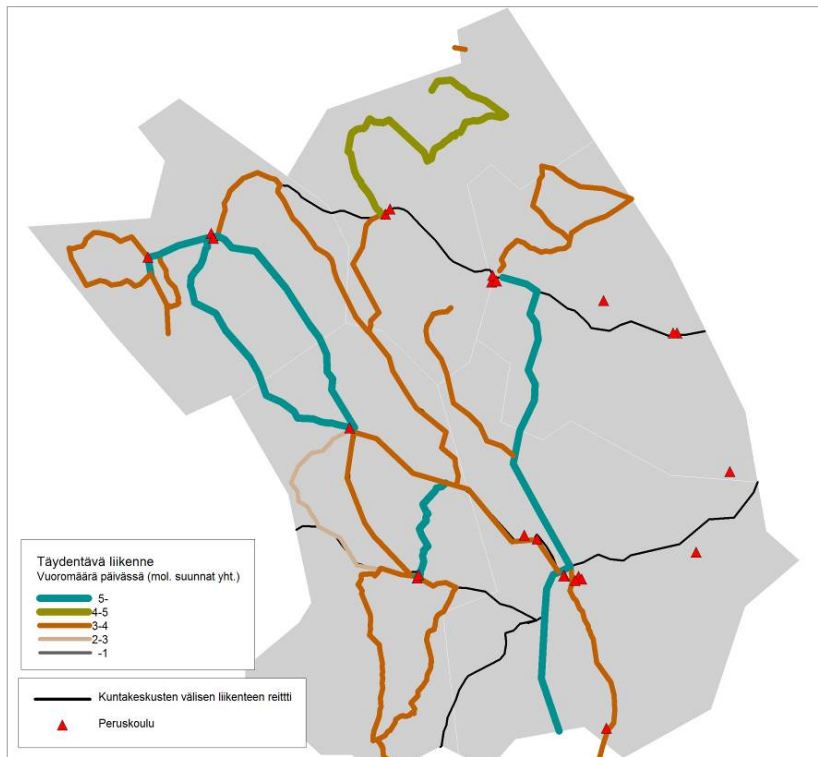 Täydentävä liikenne
Vuoromäärä päivässä (mol. suunnat yht.)
5-
4-5
3-4
2-3
-1
Kuntakeskusten välisen liikenteen reittti
Peruskoulu